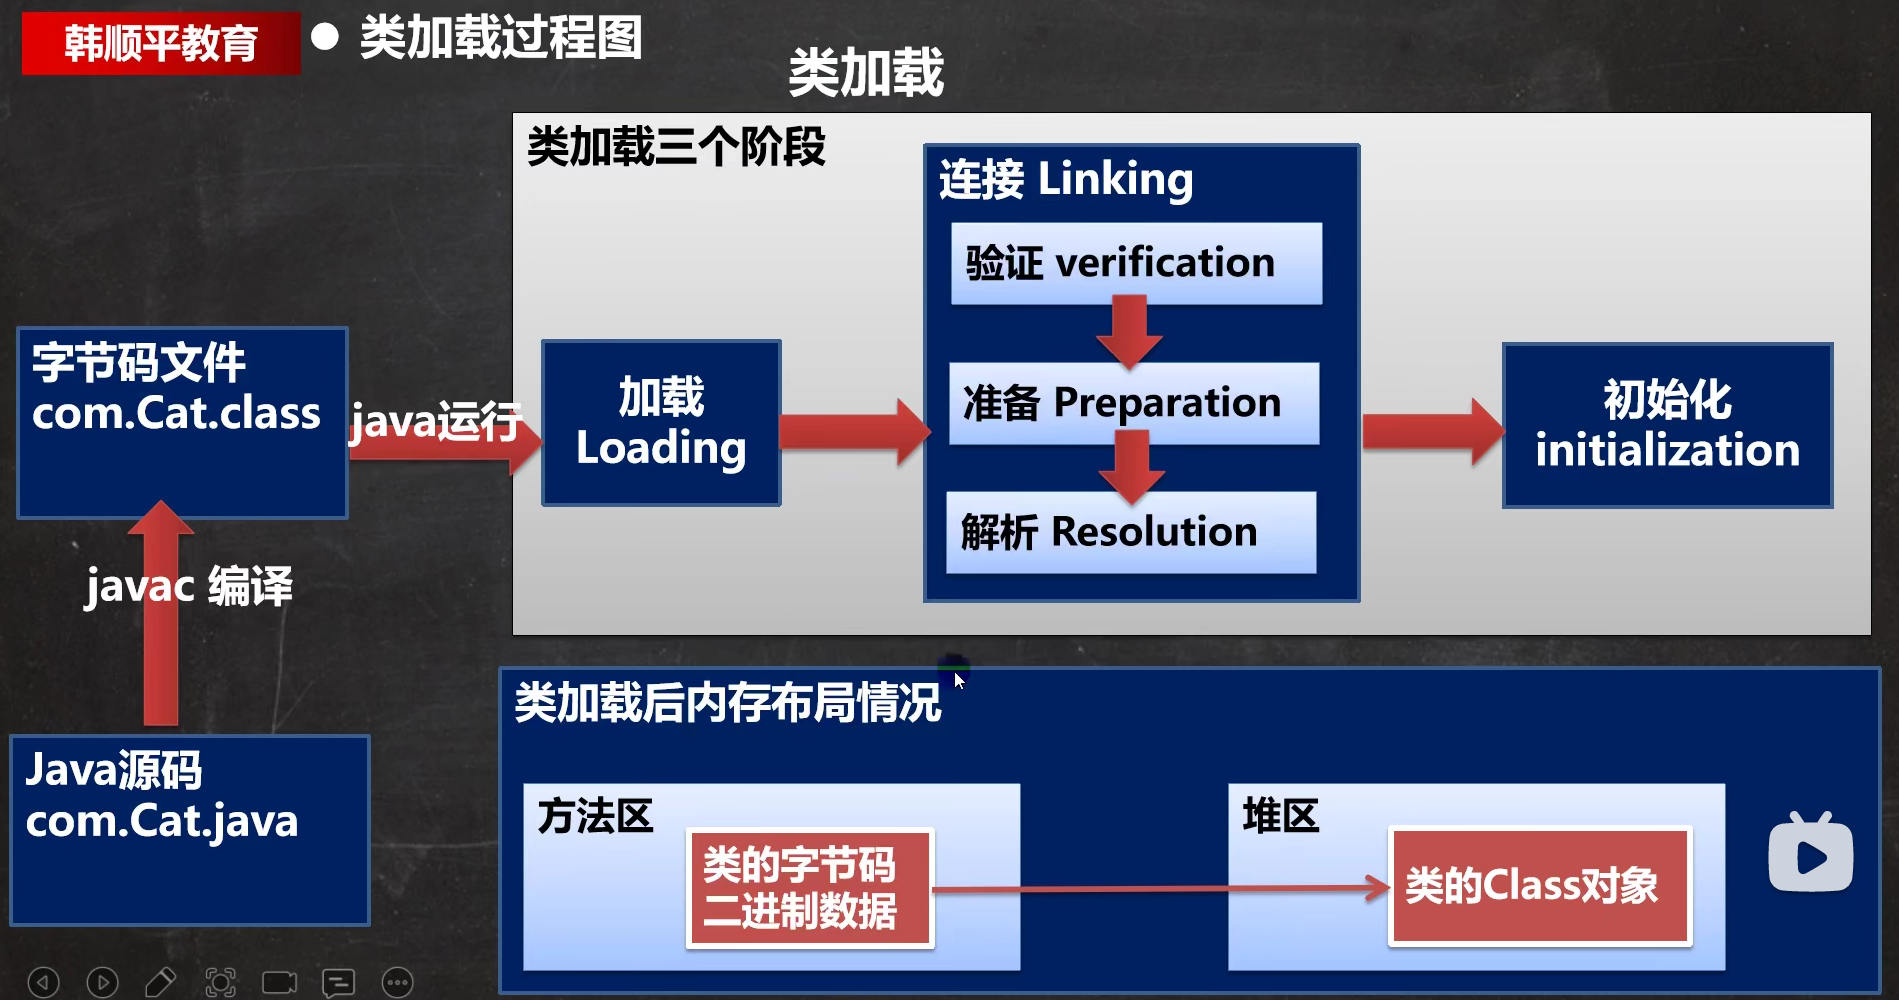 韩顺平教育
类加载过程图
类加载
类加载三个阶段
连接 Linking
验证 verification
准备 Preparation
解析 Resolution
字节码文件
com.Cat.class
java运行
加载
Loading
初始化
initialization
javac 编译
Java源码
com.Cat.java
类加载后内存布局情况
方法区
类的字节码
二进制数据
堆区
类的Class对象